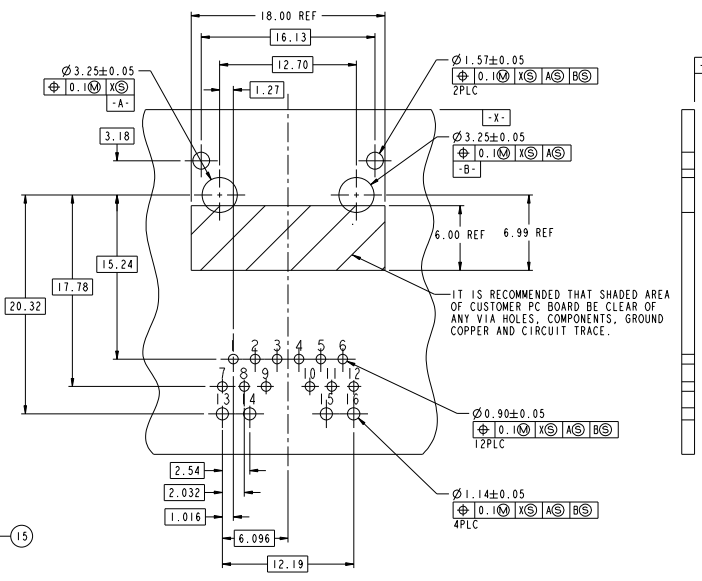 18.00 REF
16.13
12.70
1.27
Ø3.25±0.05
⌖ 0.1Ⓜ XⓈ
-A-
Ø1.57±0.05
⌖ 0.1Ⓜ XⓈ AⓈ BⓈ
2PLC
-X-
Ø3.25±0.05
⌖ 0.1Ⓜ XⓈ AⓈ
-B-
3.18
6.00 REF
6.99 REF
15.24
17.78
20.32
IT IS RECOMMENDED THAT SHADED AREA
OF CUSTOMER PC BOARD BE CLEAR OF
ANY VIA HOLES, COMPONENTS, GROUND
COPPER AND CIRCUIT TRACE.
1 2 3 4 5 6
7 8 9 10 11 12
13 14 15 16
Ø0.90±0.05
⌖ 0.1Ⓜ XⓈ AⓈ BⓈ
12PLC
2.54
2.032
1.016
6.096
12.19
Ø1.14±0.05
⌖ 0.1Ⓜ XⓈ AⓈ BⓈ
4PLC
15